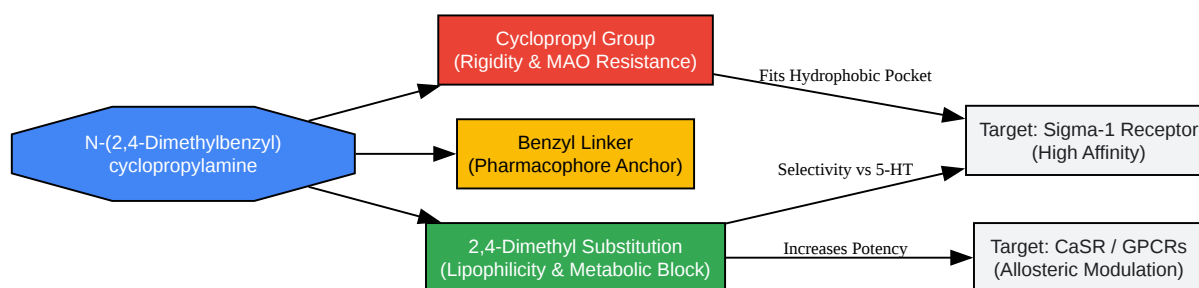 Cyclopropyl Group
(Rigidity & MAO Resistance)
Fits Hydrophobic Pocket
N-(2,4-Dimethylbenzyl)
cyclopropylamine
Benzyl Linker
(Pharmacophore Anchor)
Target: Sigma-1 Receptor
(High Affinity)
Selectivity vs 5-HT
2,4-Dimethyl Substitution
(Lipophilicity & Metabolic Block)
Increases Potency
Target: CaSR / GPCRs
(Allosteric Modulation)